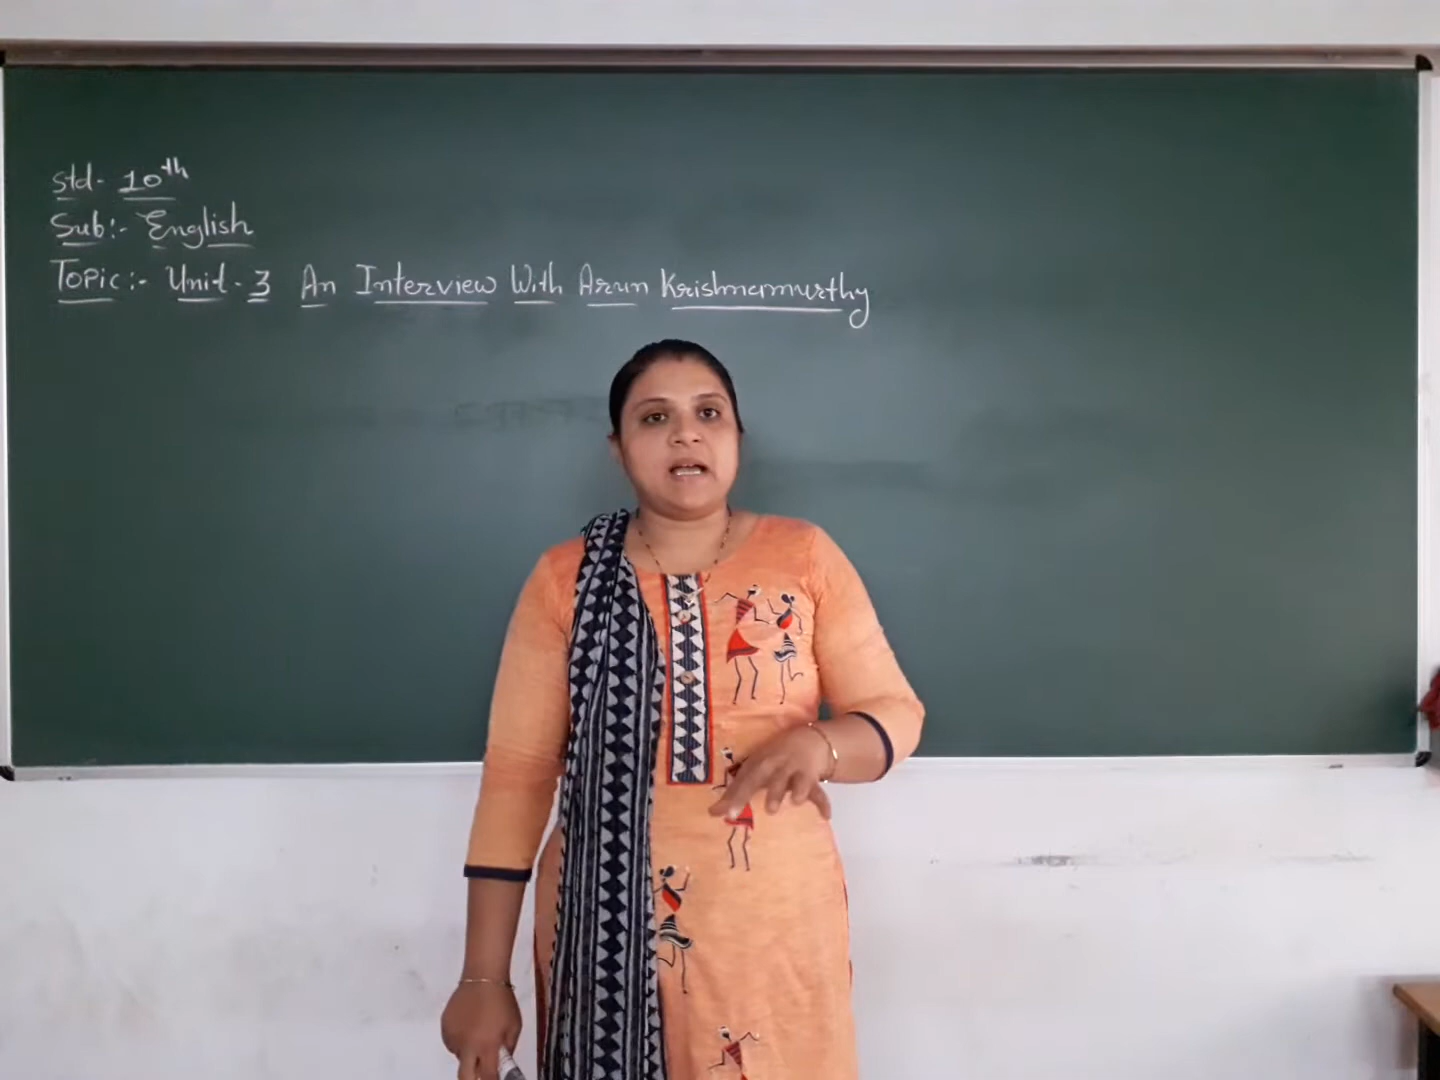 Std- 10th
Sub:- English
Topic:- Unit-3 An Interview With Arun Krishnamurthy